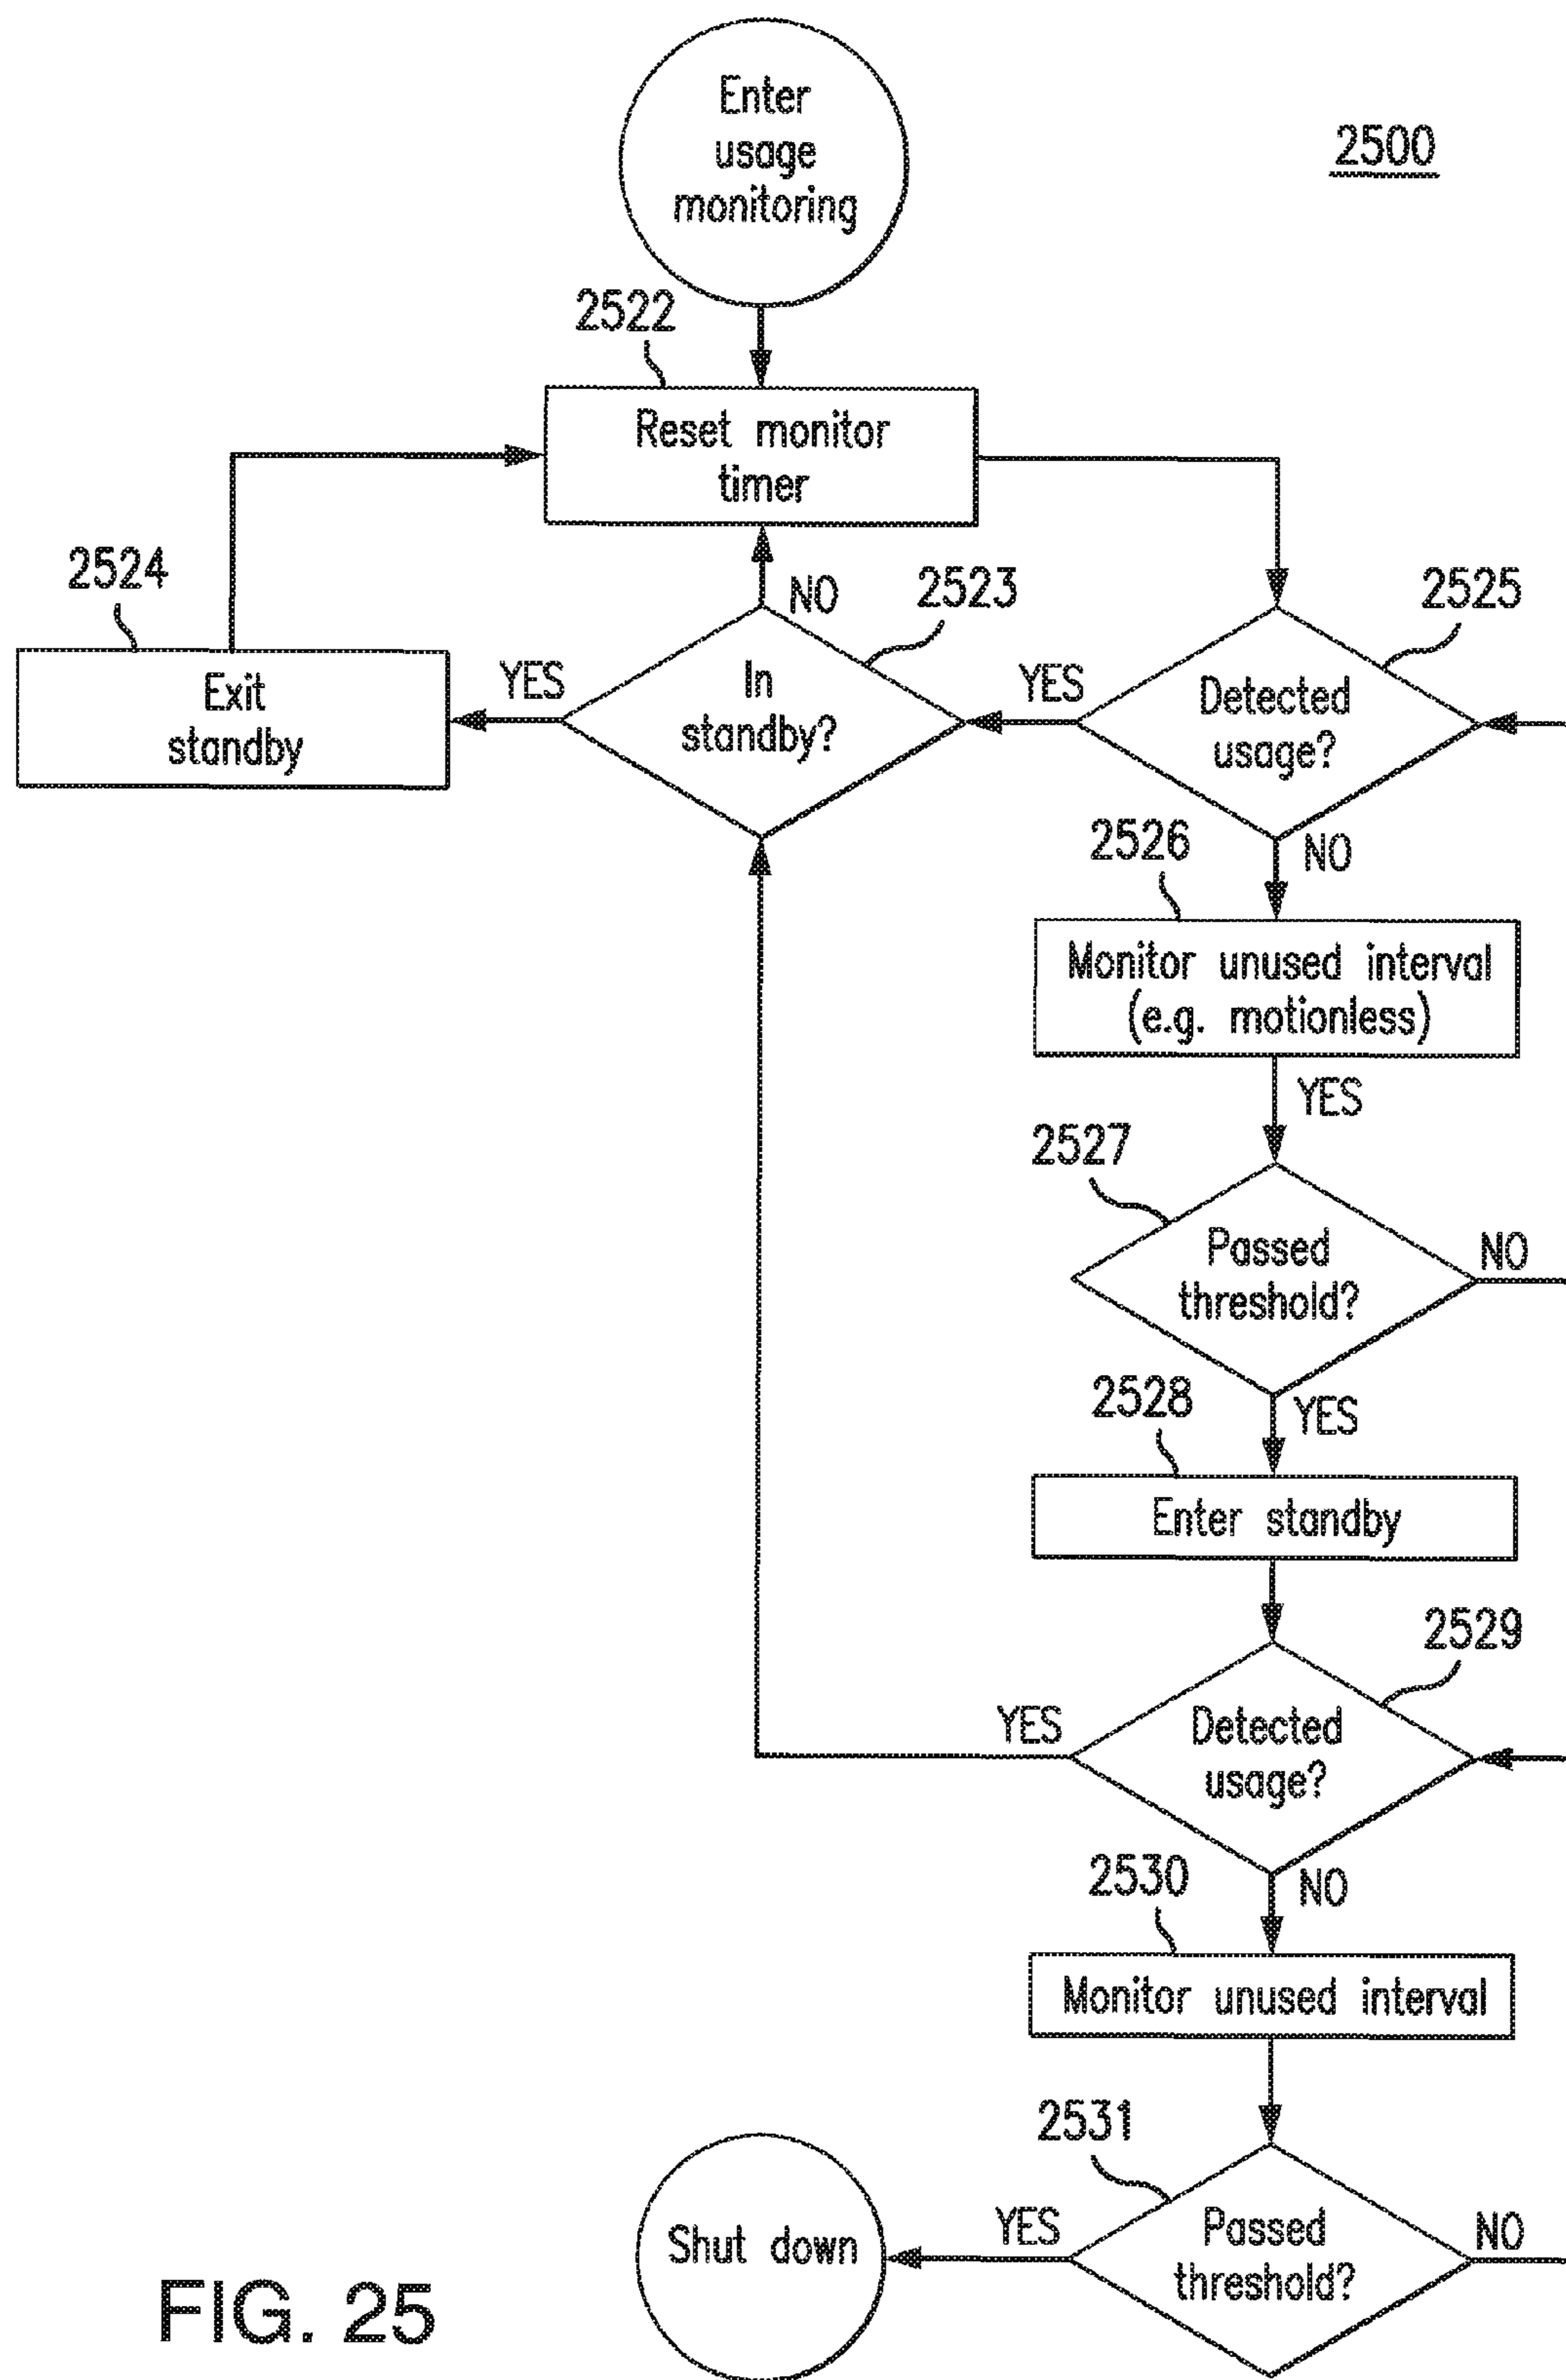 Enter
usage
monitoring
2500
2522
Reset monitor
timer
2524
Exit
standby
YES
NO
2523
In
standby?
YES
2525
Detected
usage?
NO
2526
Monitor unused interval
(e.g. motionless)
YES
2527
Passed
threshold?
NO
YES
2528
Enter standby
2529
YES
Detected
usage?
NO
2530
Monitor unused interval
2531
Shut down
YES
Passed
threshold?
NO
FIG. 25